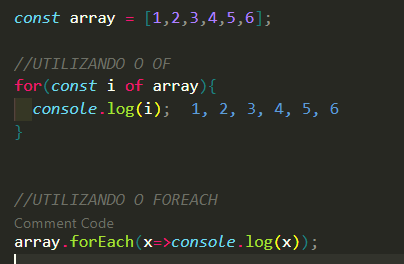 const array = [1,2,3,4,5,6];
//UTILIZANDO O OF
for(const i of array){
console.log(i); 1, 2, 3, 4, 5, 6
}
//UTILIZANDO O FOREACH
Comment Code
array.forEach(x=>console.log(x));